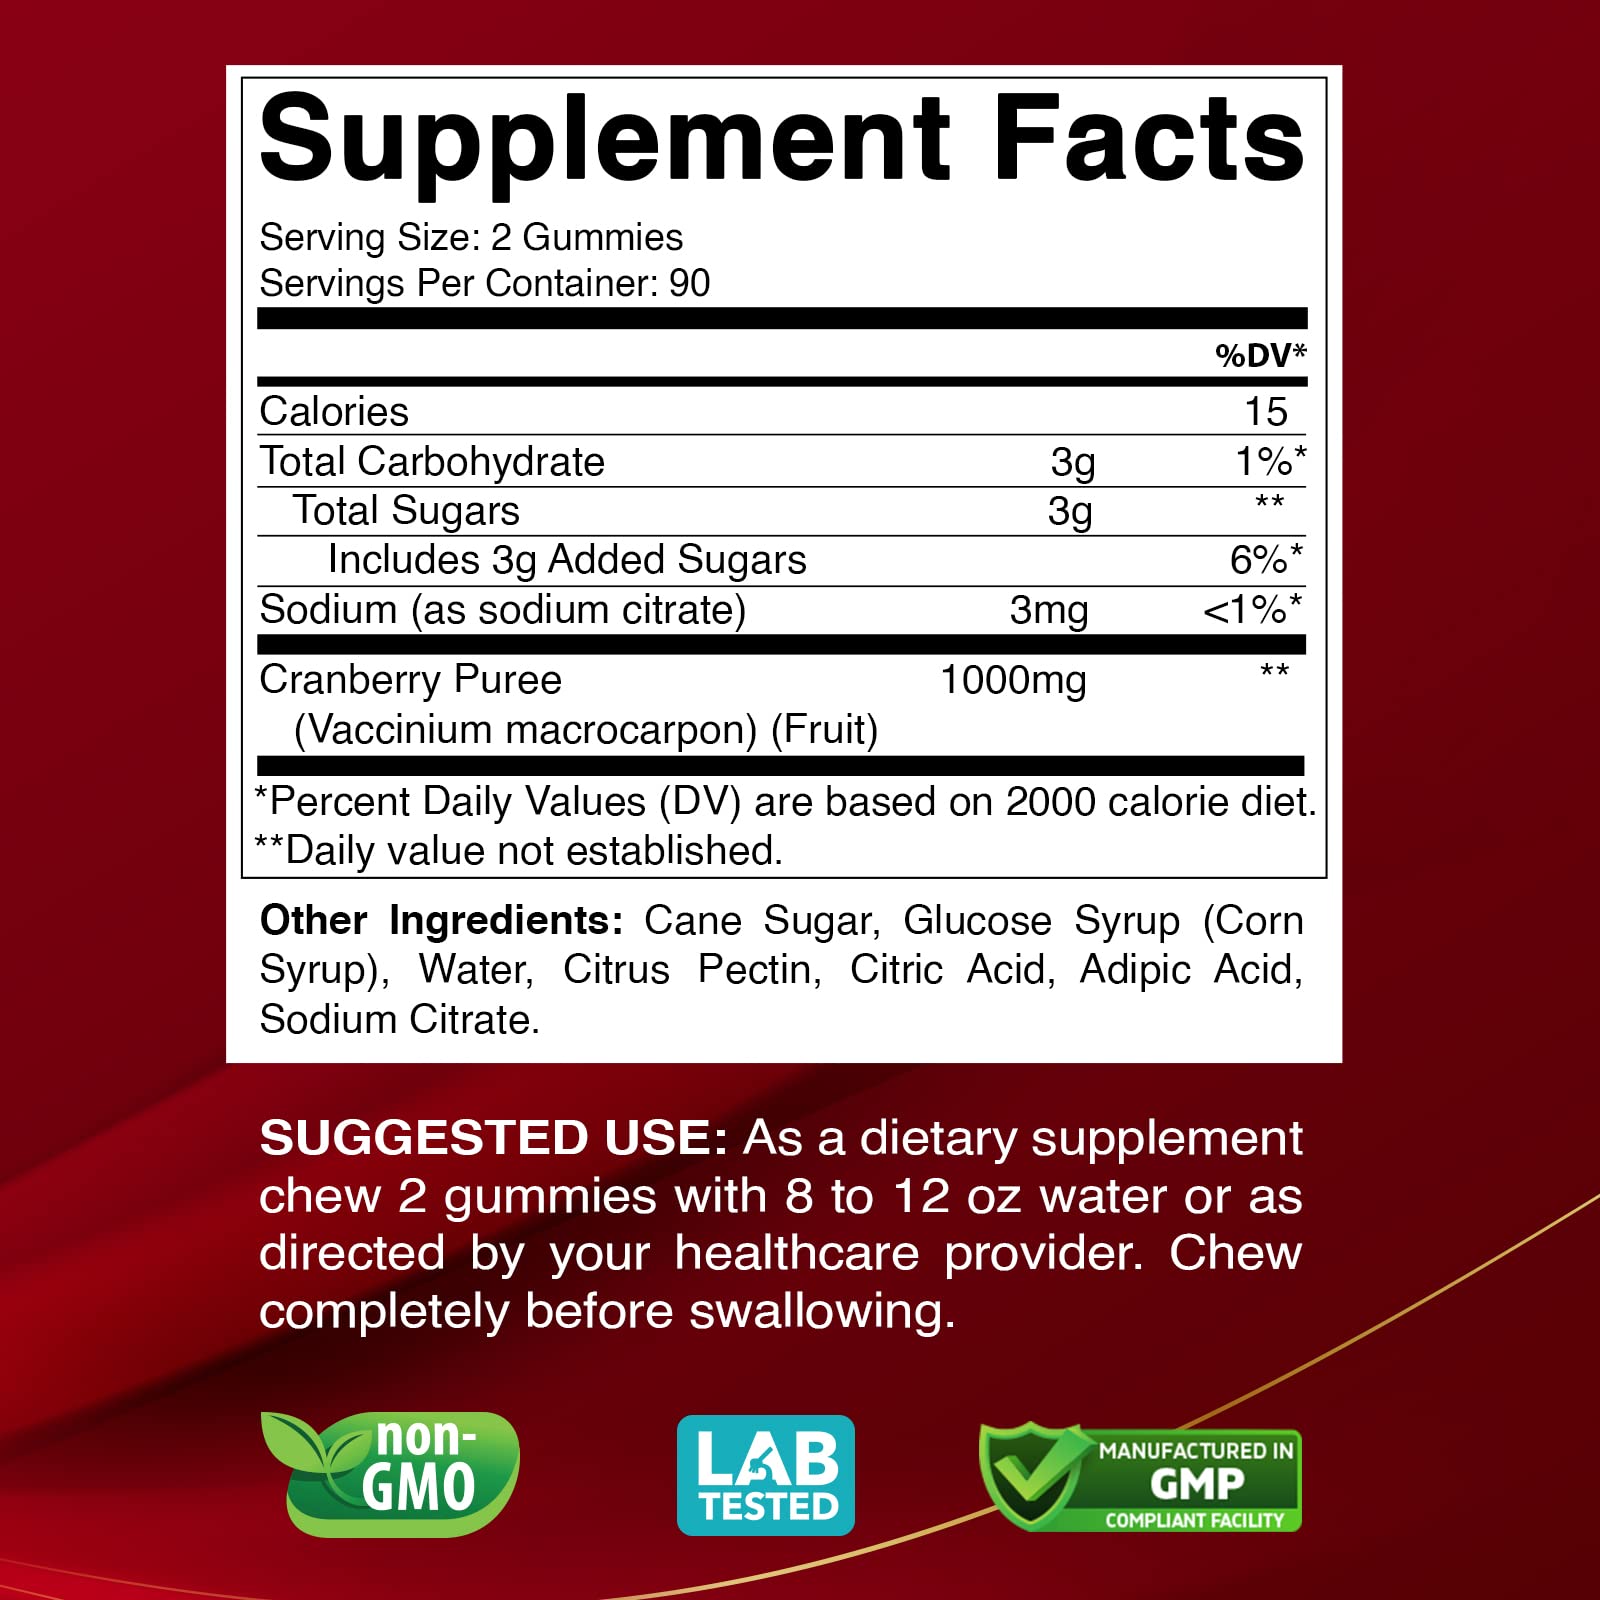 Supplement Facts
Serving Size: 2 Gummies
Servings Per Container: 90
%DV*
Calories 15
Total Carbohydrate 3g 1%*
Total Sugars 3g **
Includes 3g Added Sugars 6%*
Sodium (as sodium citrate) 3mg <1%*
Cranberry Puree 1000mg **
(Vaccinium macrocarpon) (Fruit)
*Percent Daily Values (DV) are based on 2000 calorie diet.
**Daily value not established.
Other Ingredients: Cane Sugar, Glucose Syrup (Corn
Syrup), Water, Citrus Pectin, Citric Acid, Adipic Acid,
Sodium Citrate.
SUGGESTED USE: As a dietary supplement
chew 2 gummies with 8 to 12 oz water or as
directed by your healthcare provider. Chew
completely before swallowing.
non-
GMO
LAB
TESTED
MANUFACTURED IN
GMP
COMPLIANT FACILITY